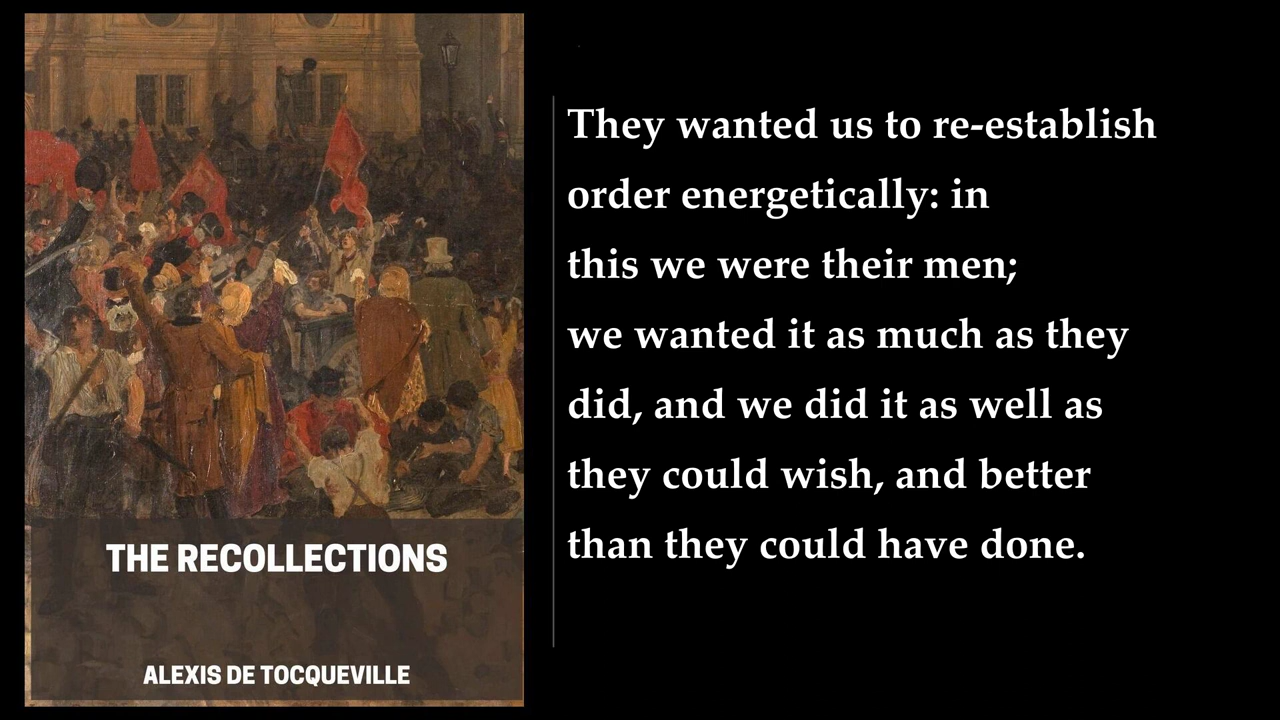 THE RECOLLECTIONS
ALEXIS DE TOCQUEVILLE
They wanted us to re-establish
order energetically: in
this we were their men;
we wanted it as much as they
did, and we did it as well as
they could wish, and better
than they could have done.